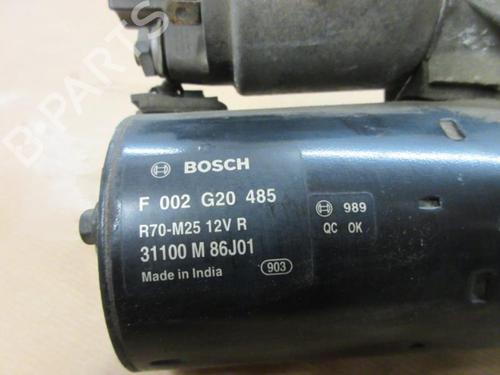 B-PARTS
BOSCH
F 002 G20 485
R70-M25 12V R
31100 M 86J01
Made in India
903
989
QC OK